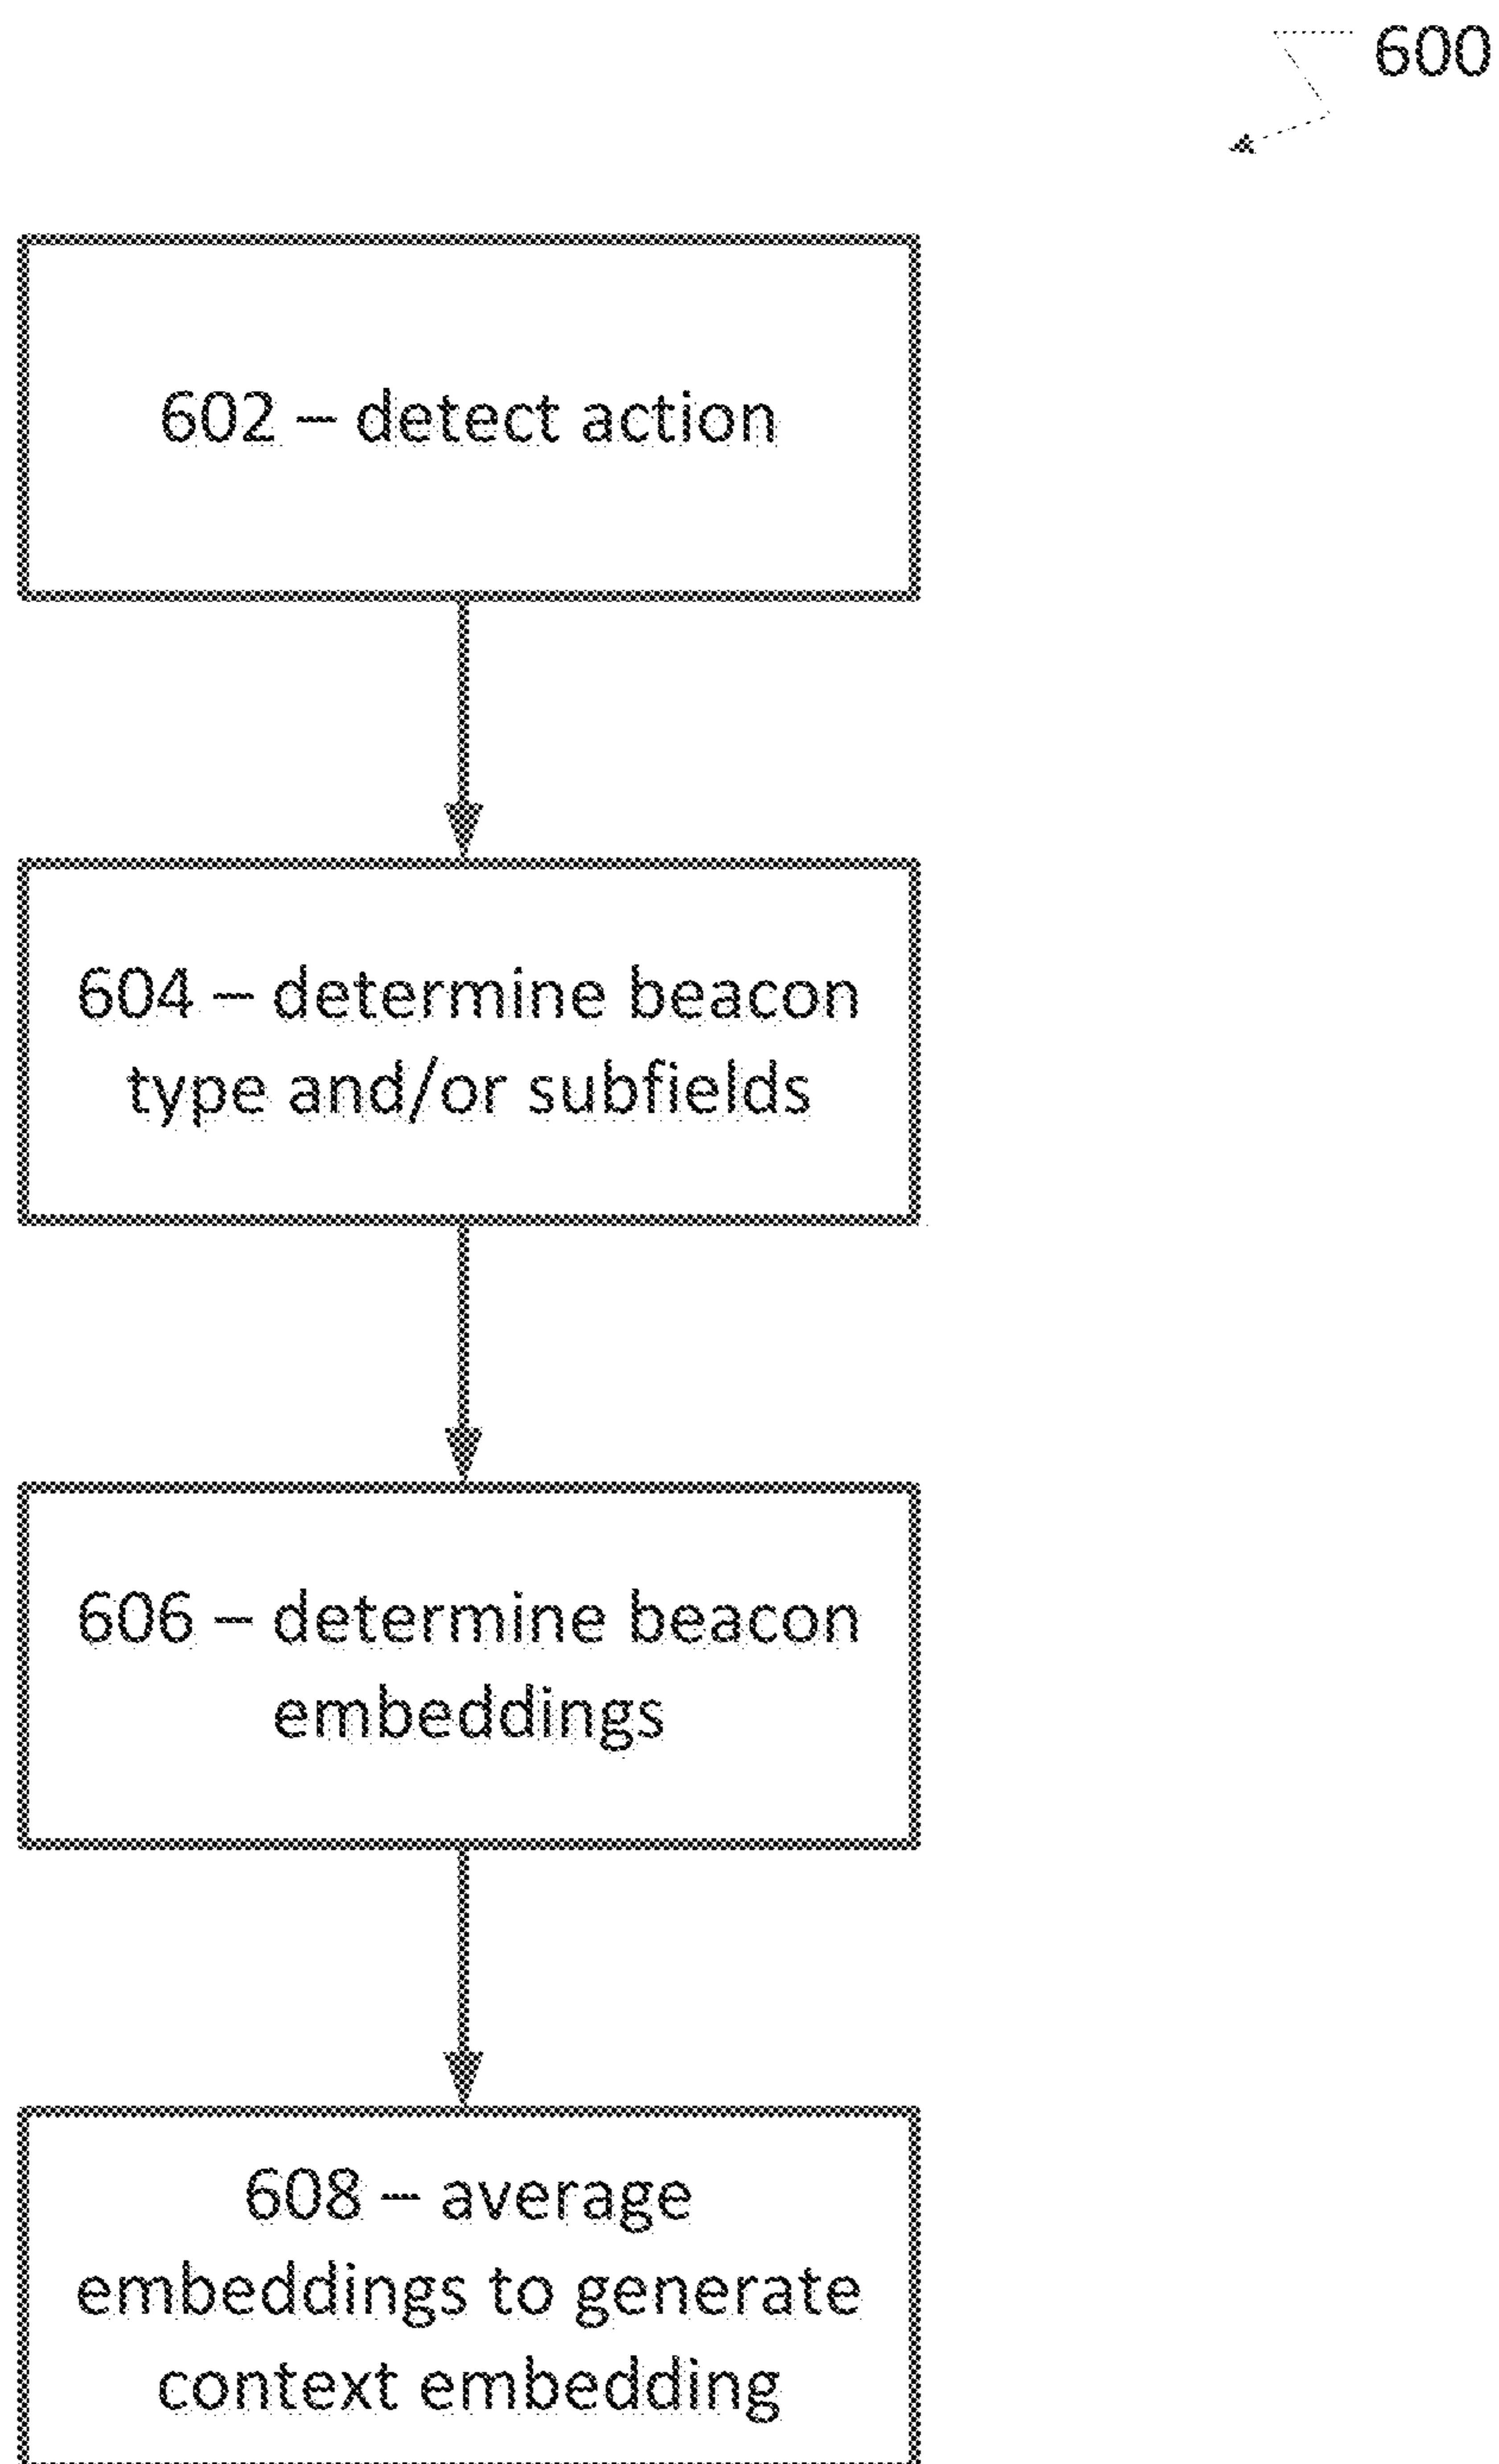 600
602 – detect action
604 – determine beacon
type and/or subfields
606 – determine beacon
embeddings
608 – average
embeddings to generate
context embedding